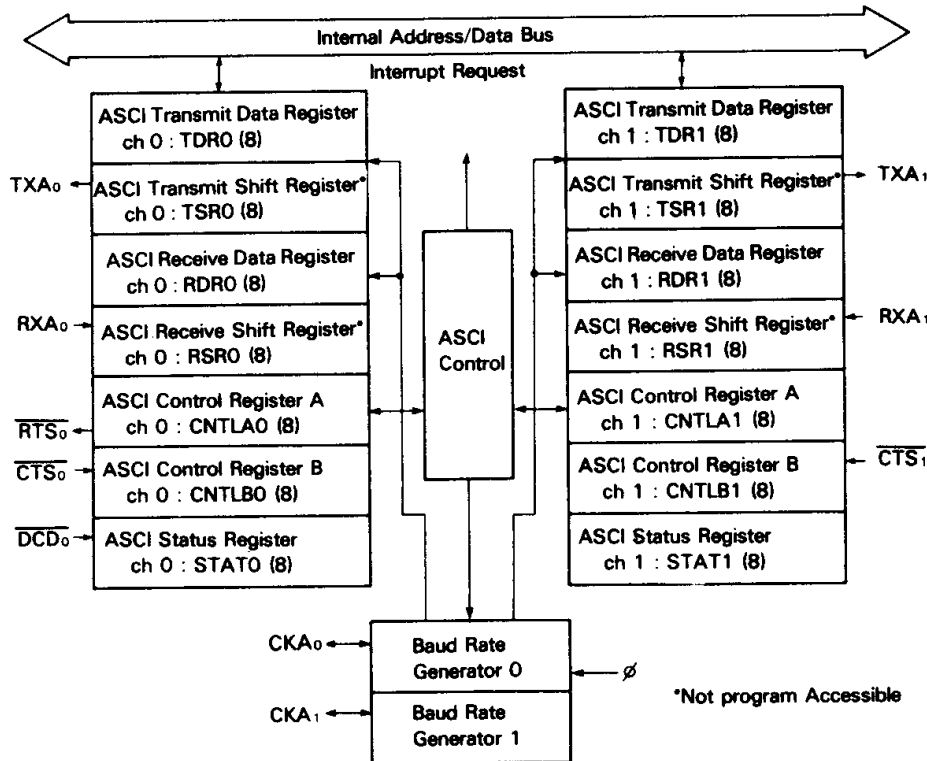 Internal Address/Data Bus
Interrupt Request
ASCI Transmit Data Register
ch 0 : TDR0 (8)
ASCI Transmit Shift Register*
ch 0 : TSR0 (8)
ASCI Receive Data Register
ch 0 : RDR0 (8)
ASCI Receive Shift Register*
ch 0 : RSR0 (8)
ASCI Control Register A
ch 0 : CNTLA0 (8)
ASCI Control Register B
ch 0 : CNTLB0 (8)
ASCI Status Register
ch 0 : STAT0 (8)
TXA₀
RXA₀
R̅T̅S̅₀
C̅T̅S̅₀
D̅C̅D̅₀
ASCI
Control
ASCI Transmit Data Register
ch 1 : TDR1 (8)
ASCI Transmit Shift Register*
ch 1 : TSR1 (8)
ASCI Receive Data Register
ch 1 : RDR1 (8)
ASCI Receive Shift Register*
ch 1 : RSR1 (8)
ASCI Control Register A
ch 1 : CNTLA1 (8)
ASCI Control Register B
ch 1 : CNTLB1 (8)
ASCI Status Register
ch 1 : STAT1 (8)
TXA₁
RXA₁
C̅T̅S̅₁
CKA₀
Baud Rate
Generator 0
ø
CKA₁
Baud Rate
Generator 1
*Not program Accessible